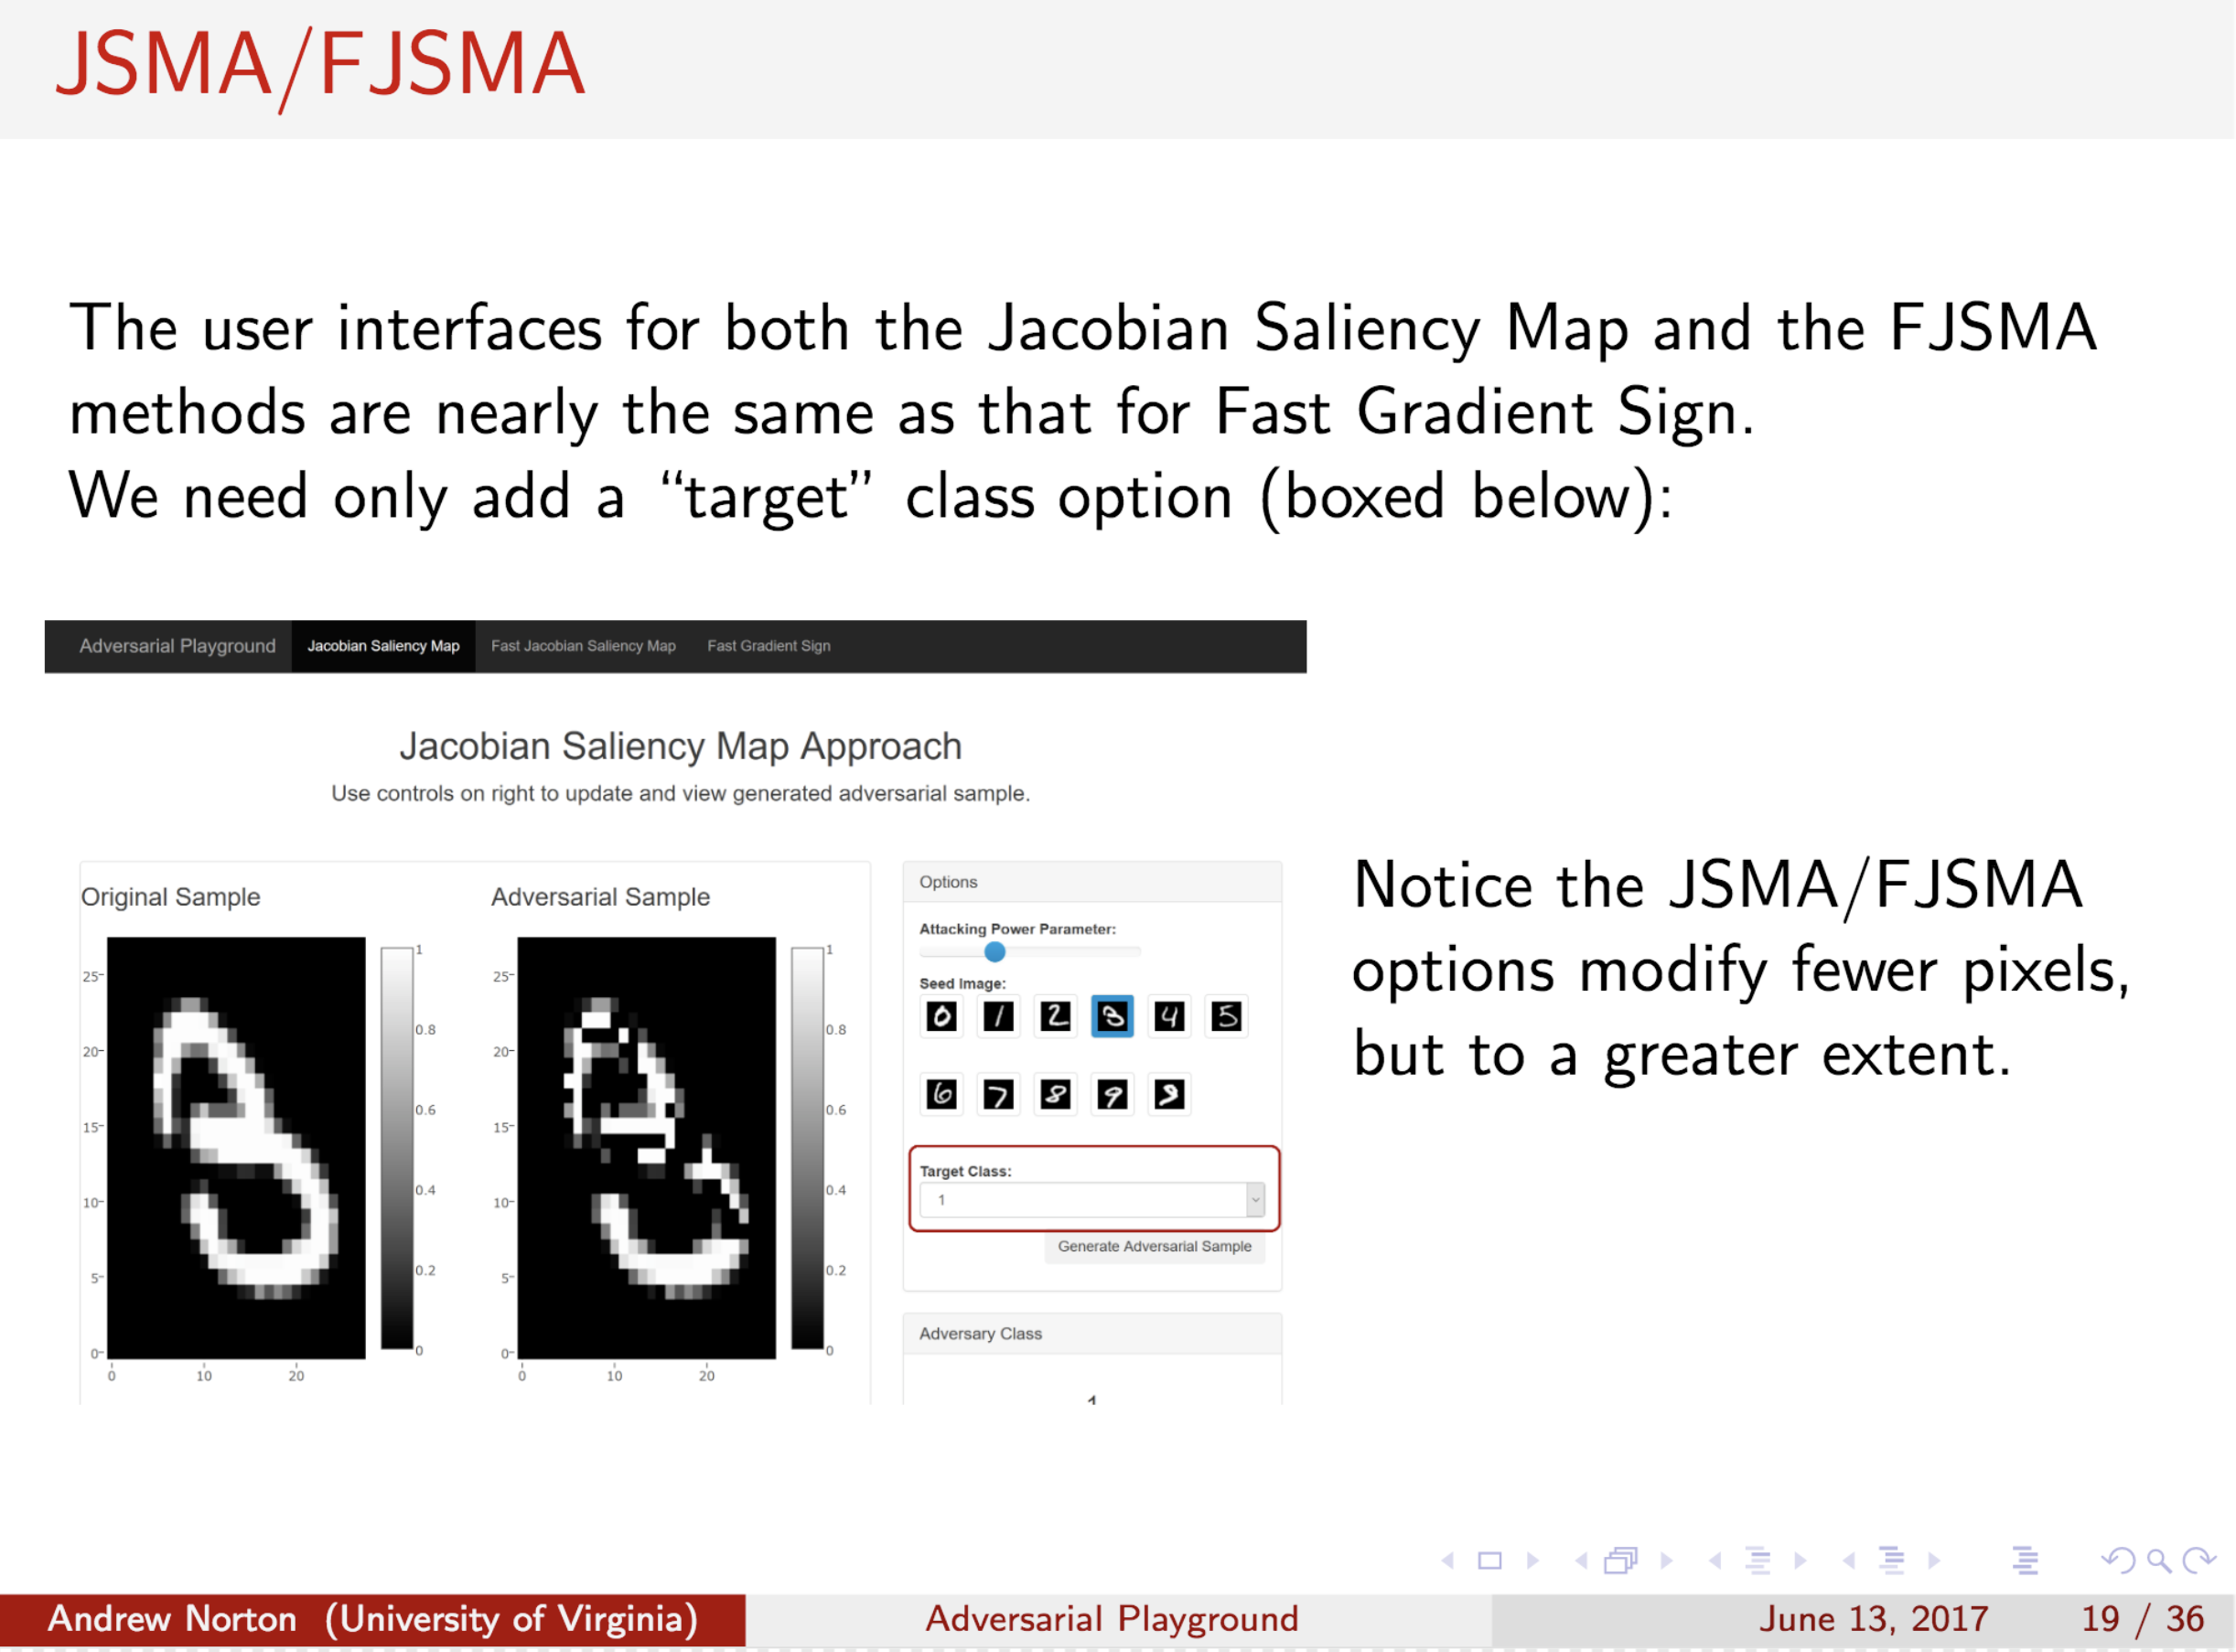 JSMA/FJSMA
The user interfaces for both the Jacobian Saliency Map and the FJSMA
methods are nearly the same as that for Fast Gradient Sign.
We need only add a “target” class option (boxed below):
Adversarial Playground Jacobian Saliency Map Fast Jacobian Saliency Map Fast Gradient Sign
Jacobian Saliency Map Approach
Use controls on right to update and view generated adversarial sample.
Original Sample
25
20
15
10
5
0
0 10 20
1
0.8
0.6
0.4
0.2
0
Adversarial Sample
25
20
15
10
5
0
0 10 20
1
0.8
0.6
0.4
0.2
0
Options
Attacking Power Parameter:
Seed Image:
0 1 2 3 4 5
6 7 8 9 9
Target Class:
1
Generate Adversarial Sample
Adversary Class
1
Notice the JSMA/FJSMA
options modify fewer pixels,
but to a greater extent.
Andrew Norton (University of Virginia) Adversarial Playground June 13, 2017 19 / 36